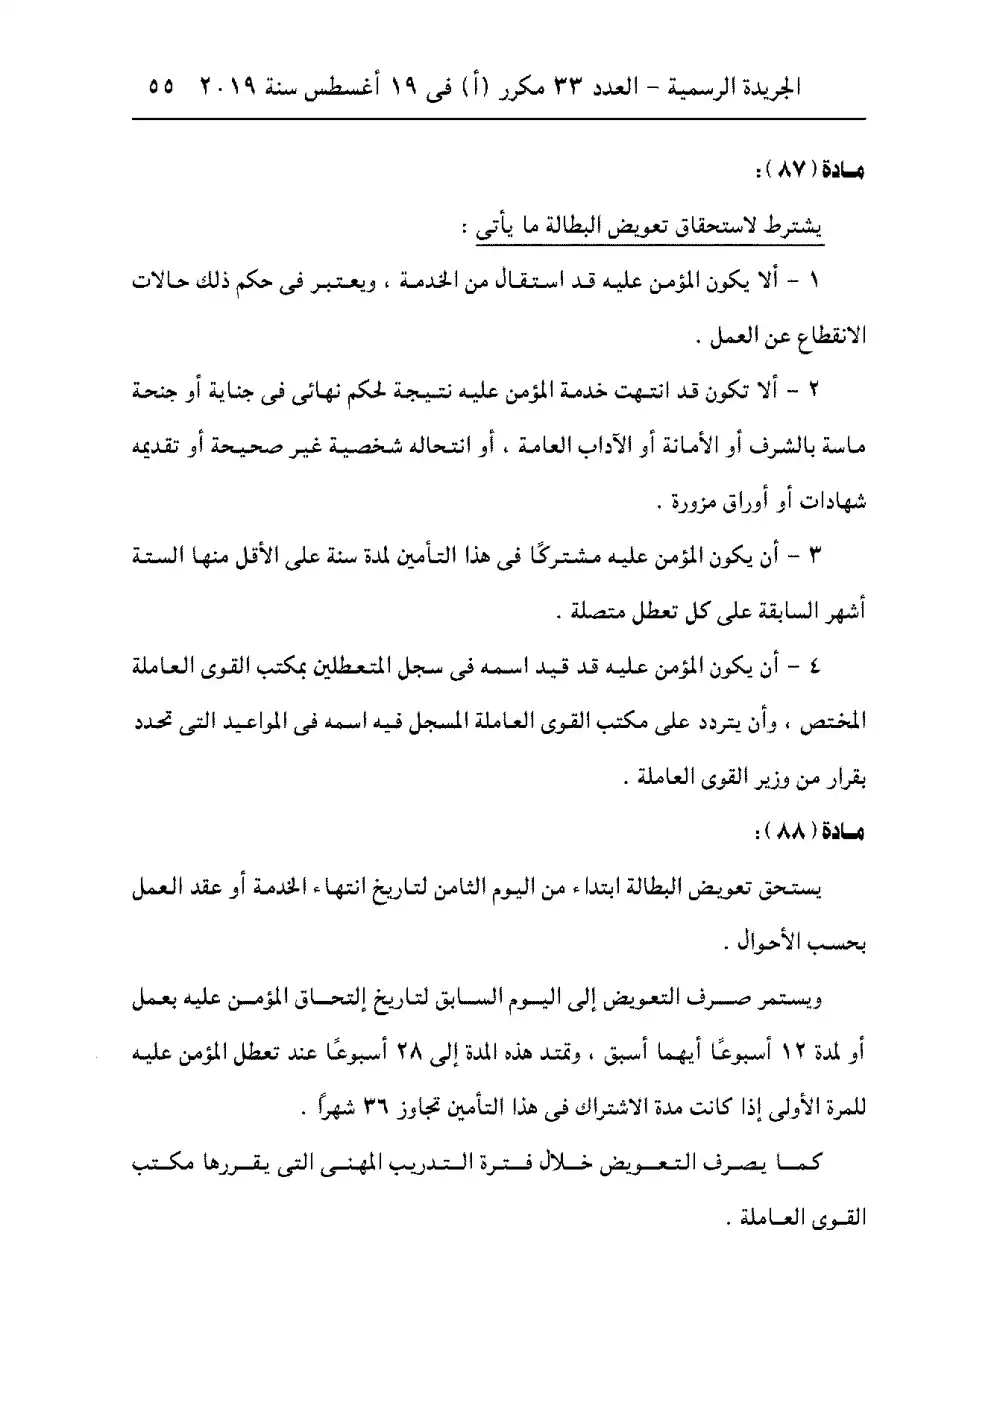 الجريدة الرسمية – العدد ٣٣ مكرر (أ) فى ١٩ أغسطس سنة ٢٠١٩ ٥٥
مـادة (٨٧):
يشترط لاستحقاق تعويض البطالة ما يأتى :
١ – ألا يكون المؤمن عليه قد استقال من الخدمة ، ويعتبر فى حكم ذلك حالات
الانقطاع عن العمل .
٢ – ألا تكون قد انتهت خدمة المؤمن عليه نتيجة لحكم نهائى فى جناية أو جنحة
ماسة بالشرف أو الأمانة أو الآداب العامة ، أو انتحاله شخصية غير صحيحة أو تقديمه
شهادات أو أوراق مزورة .
٣ – أن يكون المؤمن عليه مشتركًا فى هذا التأمين لمدة سنة على الأقل منها الستة
أشهر السابقة على كل تعطل متصلة .
٤ – أن يكون المؤمن عليه قد قيد اسمه فى سجل المتعطلين بمكتب القوى العاملة
المختص ، وأن يتردد على مكتب القوى العاملة المسجل فيه اسمه فى المواعيد التى تحدد
بقرار من وزير القوى العاملة .
مـادة (٨٨):
يستحق تعويض البطالة ابتداء من اليوم الثامن لتاريخ انتهاء الخدمة أو عقد العمل
بحسب الأحوال .
ويستمر صرف التعويض إلى اليوم السابق لتاريخ إلتحاق المؤمن عليه بعمل
أو لمدة ١٢ أسبوعًا أيهما أسبق ، وتمتد هذه المدة إلى ٢٨ أسبوعًا عند تعطل المؤمن عليه
للمرة الأولى إذا كانت مدة الاشتراك فى هذا التأمين تجاوز ٣٦ شهرًا .
كما يصرف التعويض خلال فترة التدريب المهنى التى يقررها مكتب
القوى العاملة .